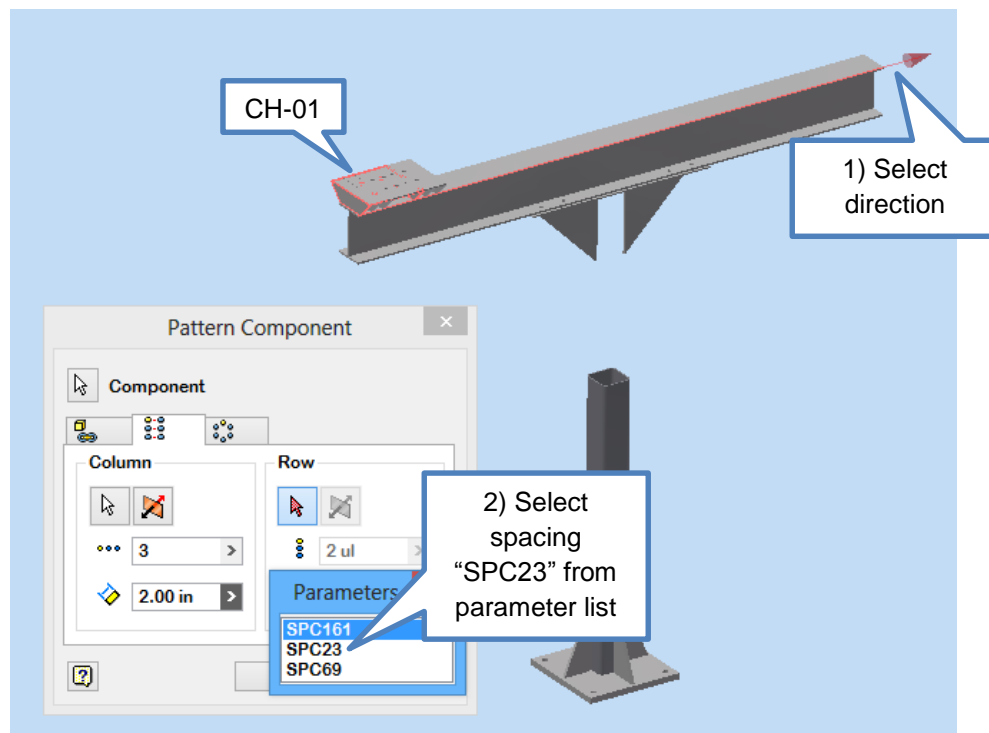 CH-01
1) Select
direction
Pattern Component
Component
Column
Row
3
2 ul
2.00 in
Parameters
SPC161
SPC23
SPC69
2) Select
spacing
“SPC23” from
parameter list